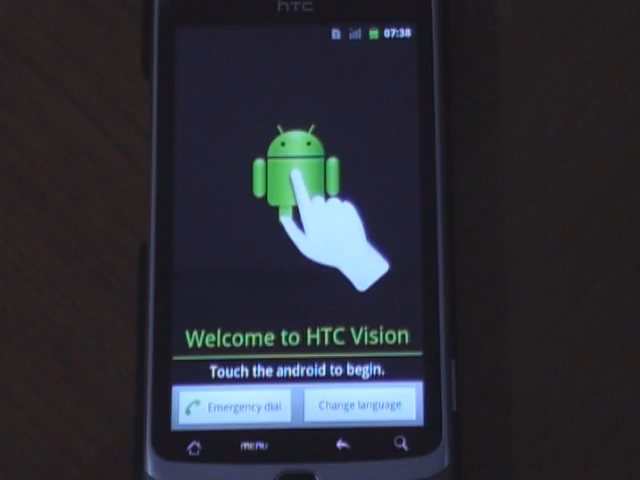 hTC
07:38
Welcome to HTC Vision
Touch the android to begin.
Emergency dial
Change language
menu